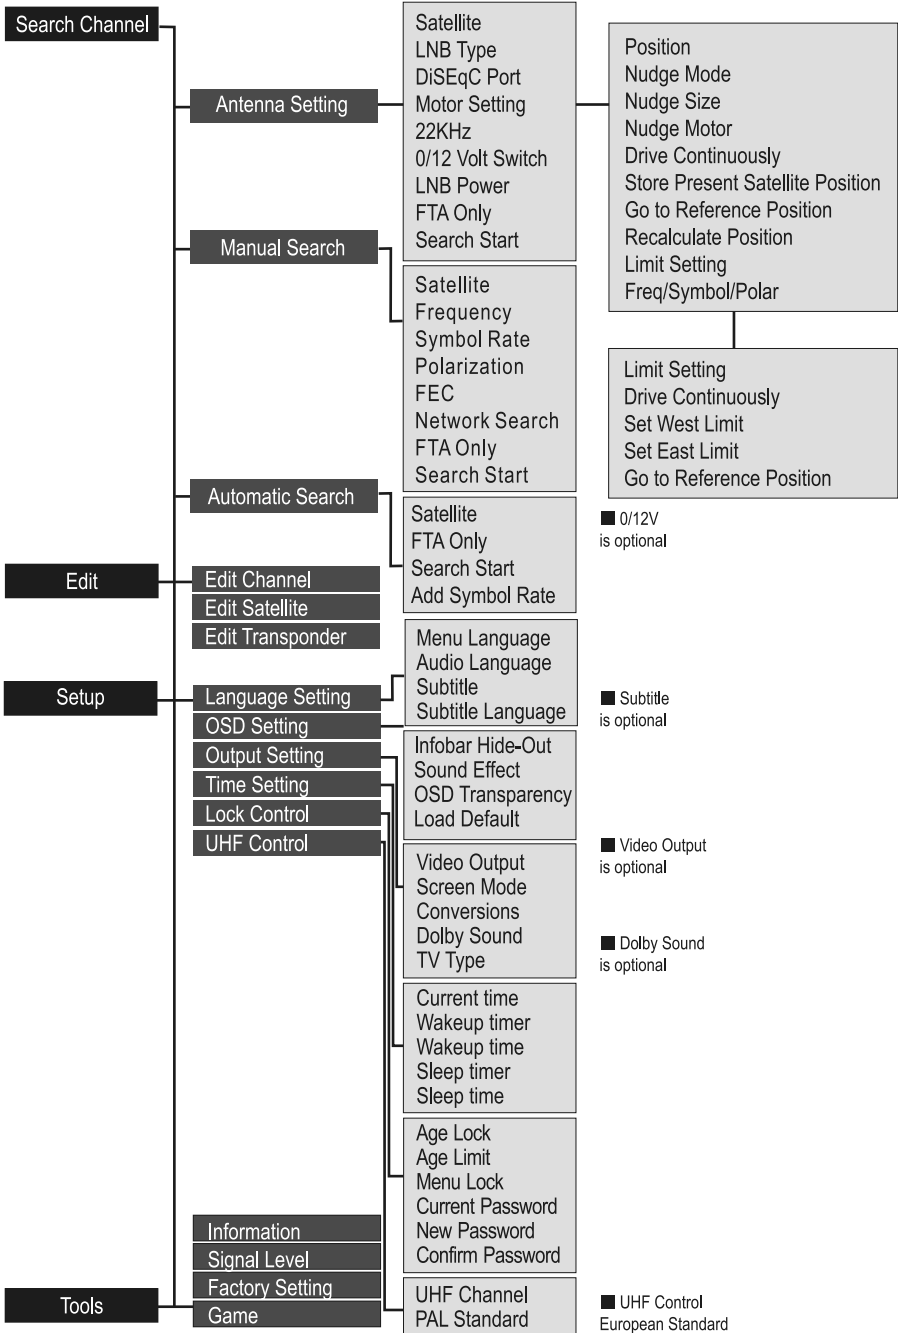 Search Channel
Antenna Setting
Satellite
LNB Type
DiSEqC Port
Motor Setting
22KHz
0/12 Volt Switch
LNB Power
FTA Only
Search Start
Position
Nudge Mode
Nudge Size
Nudge Motor
Drive Continuously
Store Present Satellite Position
Go to Reference Position
Recalculate Position
Limit Setting
Freq/Symbol/Polar
Limit Setting
Drive Continuously
Set West Limit
Set East Limit
Go to Reference Position
Manual Search
Satellite
Frequency
Symbol Rate
Polarization
FEC
Network Search
FTA Only
Search Start
Automatic Search
Satellite
FTA Only
Search Start
Add Symbol Rate
■ 0/12V
is optional
Edit
Edit Channel
Edit Satellite
Edit Transponder
Setup
Language Setting
OSD Setting
Output Setting
Time Setting
Lock Control
UHF Control
Menu Language
Audio Language
Subtitle
Subtitle Language
■ Subtitle
is optional
Infobar Hide-Out
Sound Effect
OSD Transparency
Load Default
Video Output
Screen Mode
Conversions
Dolby Sound
TV Type
■ Video Output
is optional
■ Dolby Sound
is optional
Current time
Wakeup timer
Wakeup time
Sleep timer
Sleep time
Age Lock
Age Limit
Menu Lock
Current Password
New Password
Confirm Password
UHF Channel
PAL Standard
■ UHF Control
European Standard
Tools
Information
Signal Level
Factory Setting
Game